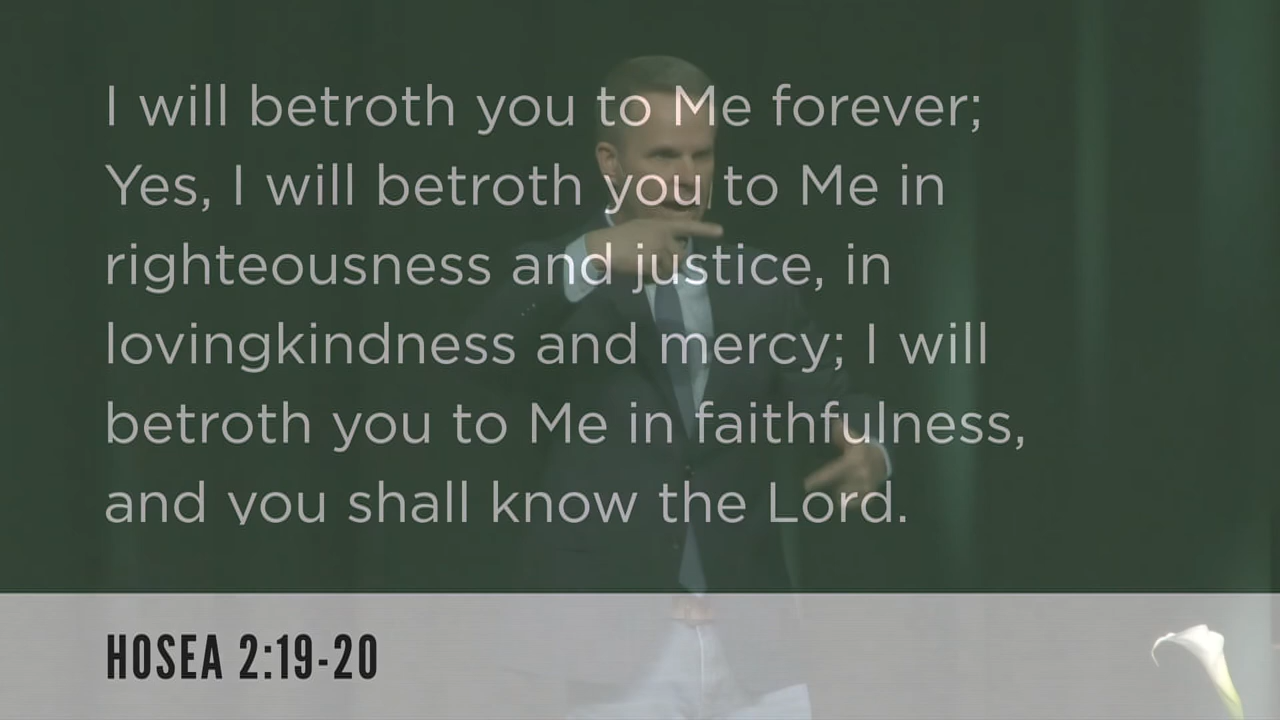 I will betroth you to Me forever;
Yes, I will betroth you to Me in
righteousness and justice, in
lovingkindness and mercy; I will
betroth you to Me in faithfulness,
and you shall know the Lord.
HOSEA 2:19-20